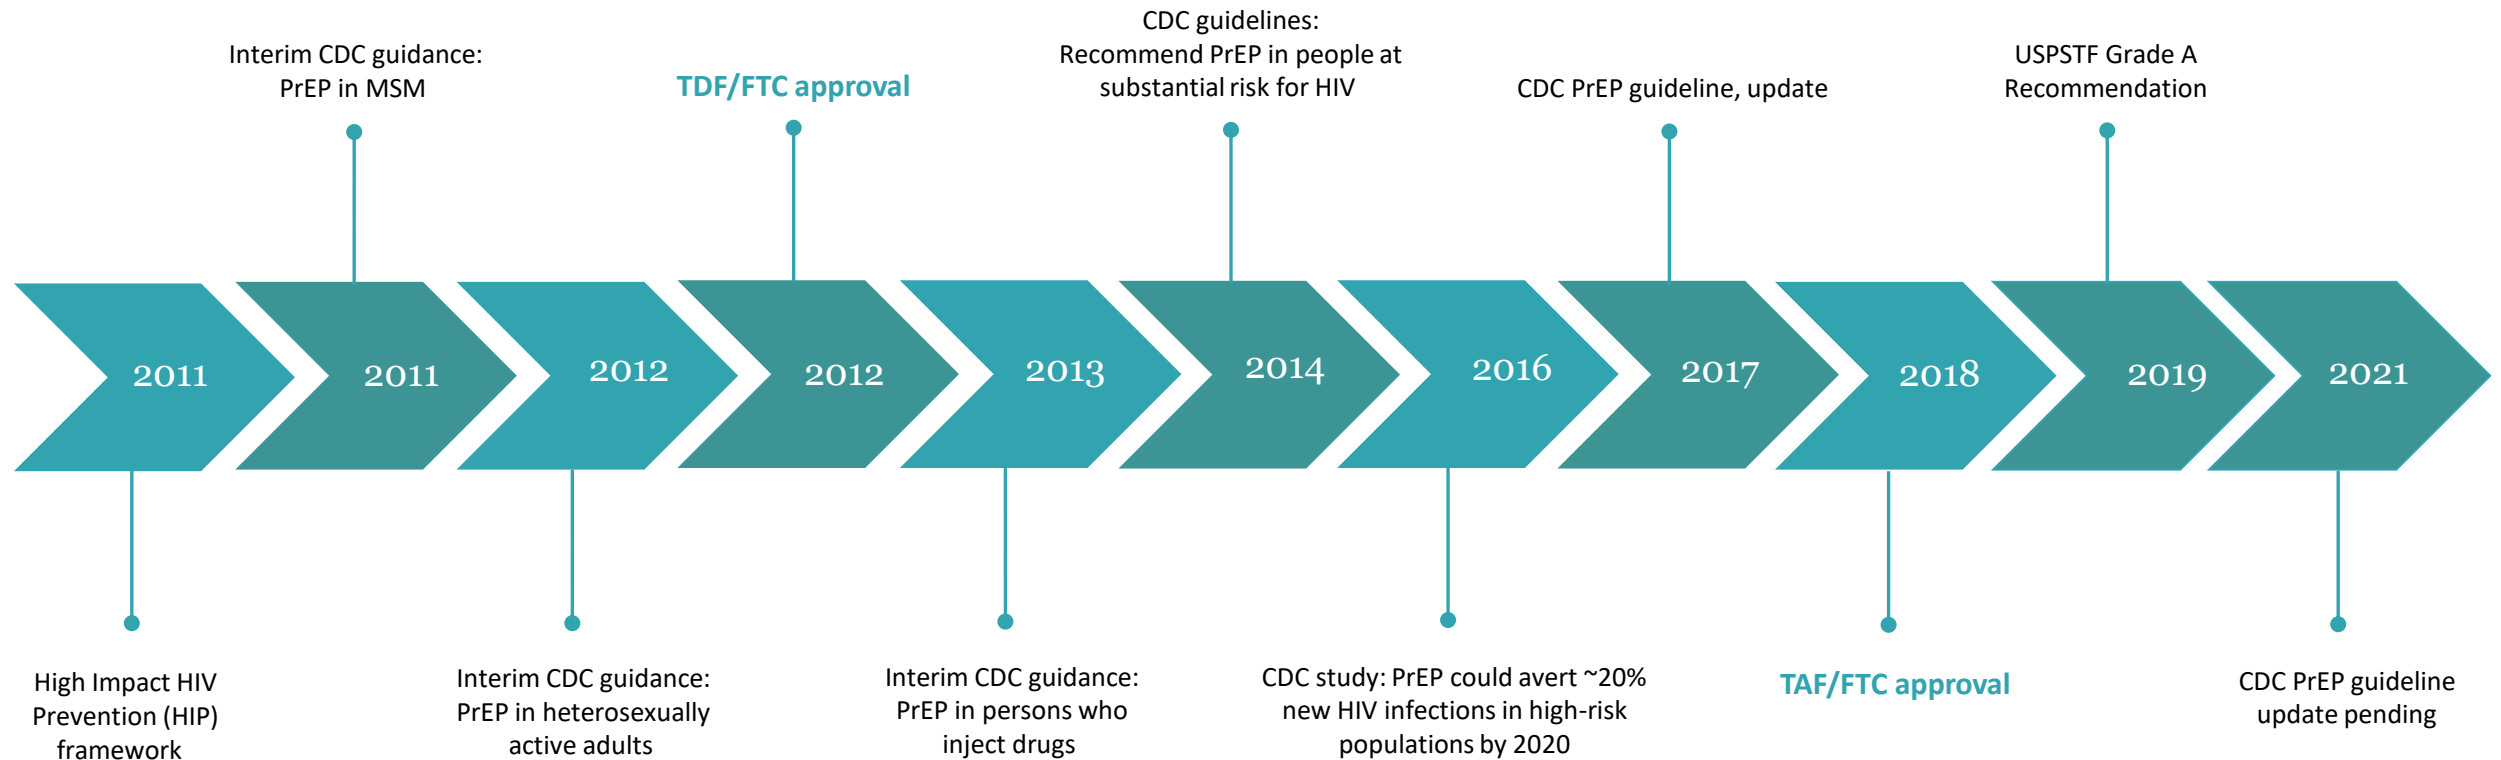 CDC guidelines:
Recommend PrEP in people at
substantial risk for HIV
Interim CDC guidance:
PrEP in MSM
TDF/FTC approval
CDC PrEP guideline, update
USPSTF Grade A
Recommendation
2011
2011
2012
2012
2013
2014
2016
2017
2018
2019
2021
High Impact HIV
Prevention (HIP)
framework
Interim CDC guidance:
PrEP in heterosexually
active adults
Interim CDC guidance:
PrEP in persons who
inject drugs
CDC study: PrEP could avert ~20%
new HIV infections in high-risk
populations by 2020
TAF/FTC approval
CDC PrEP guideline
update pending